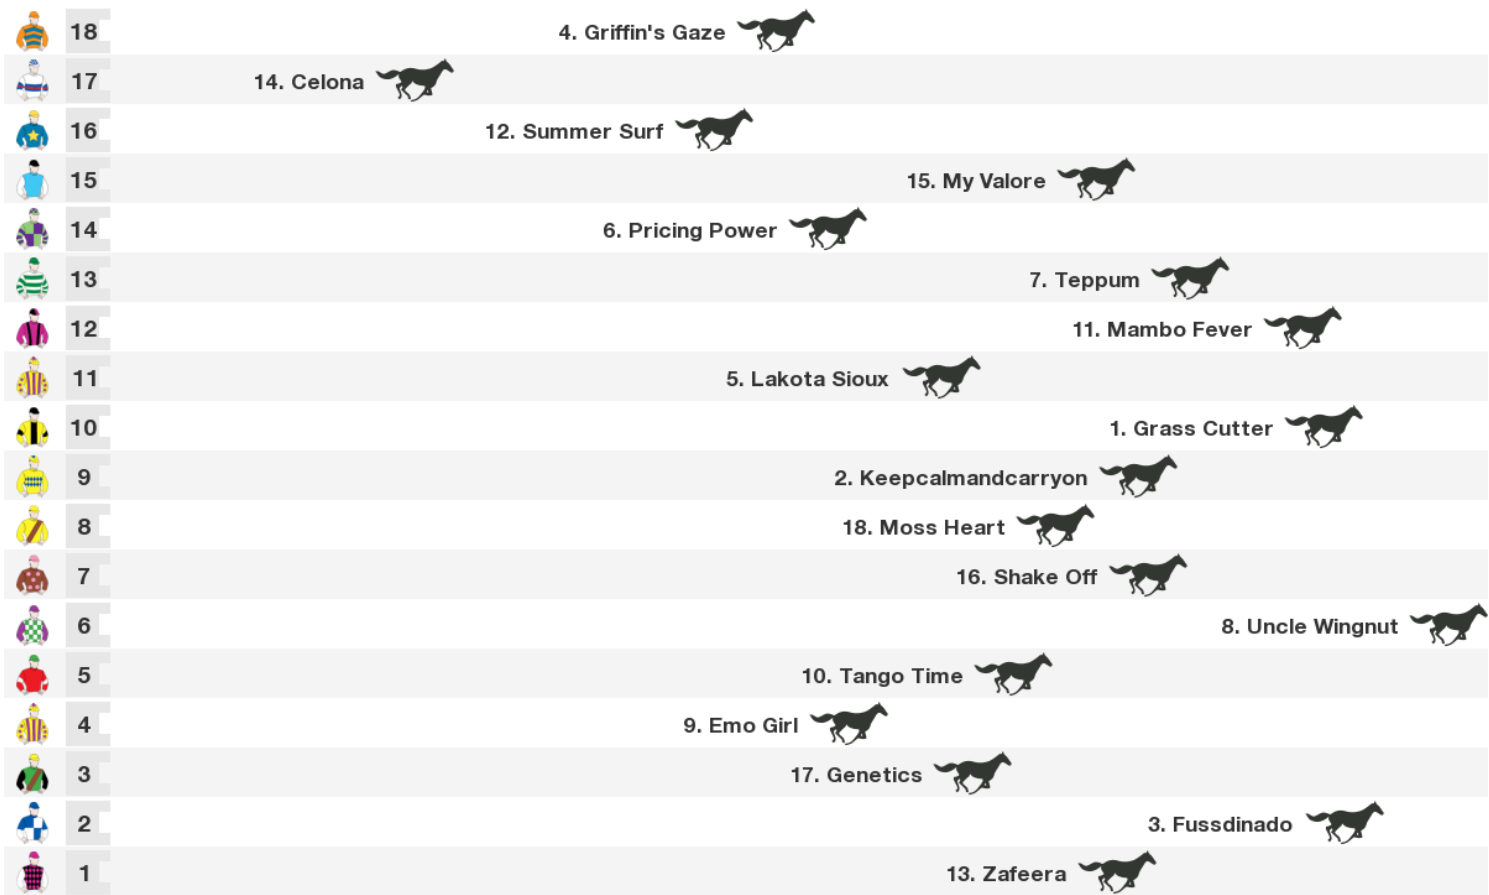 18 4. Griffin's Gaze
17 14. Celona
16 12. Summer Surf
15 15. My Valore
14 6. Pricing Power
13 7. Teppum
12 11. Mambo Fever
11 5. Lakota Sioux
10 1. Grass Cutter
9 2. Keepcalmandcarryon
8 18. Moss Heart
7 16. Shake Off
6 8. Uncle Wingnut
5 10. Tango Time
4 9. Emo Girl
3 17. Genetics
2 3. Fussdinado
1 13. Zafeera